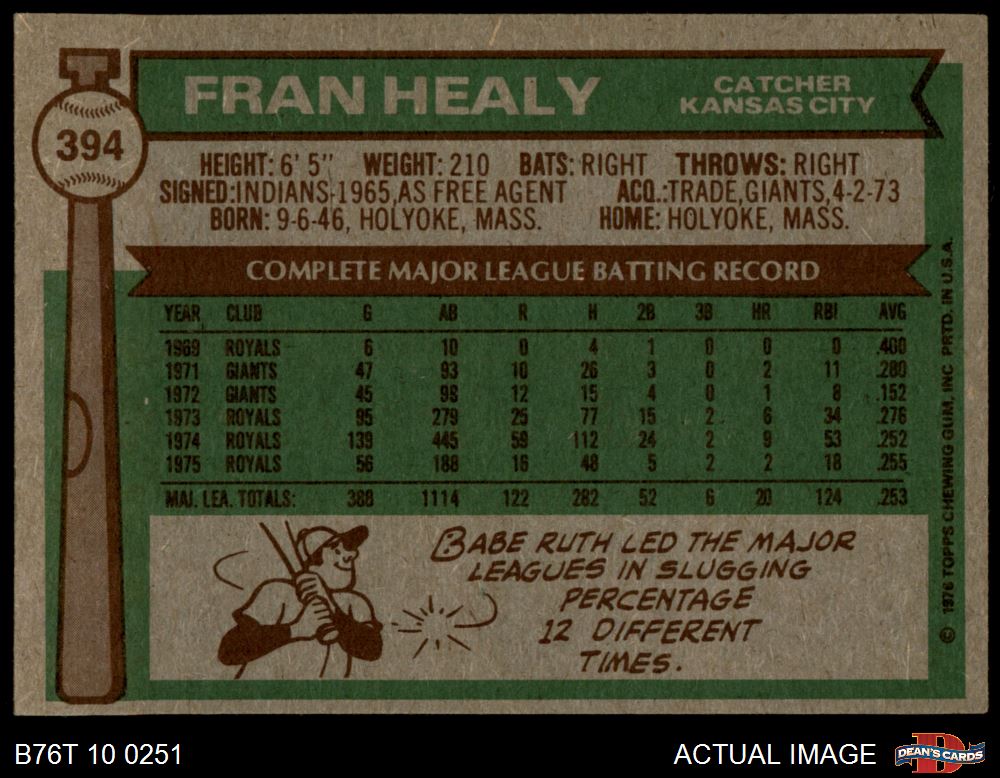 394
FRAN HEALY
CATCHER
KANSAS CITY
HEIGHT: 6' 5" WEIGHT: 210 BATS: RIGHT THROWS: RIGHT
SIGNED:INDIANS-1965,AS FREE AGENT ACQ.:TRADE,GIANTS,4-2-73
BORN: 9-6-46, HOLYOKE, MASS. HOME: HOLYOKE, MASS.
COMPLETE MAJOR LEAGUE BATTING RECORD
YEAR CLUB G AB R H 2B 3B HR RBI AVG
1969 ROYALS 6 10 0 4 1 0 0 0 .400
1971 GIANTS 47 93 10 26 3 0 2 11 .280
1972 GIANTS 45 99 12 15 4 0 1 8 .152
1973 ROYALS 95 279 25 77 15 2 6 34 .276
1974 ROYALS 139 445 59 112 24 2 9 53 .252
1975 ROYALS 56 188 16 48 5 2 2 18 .255
MAJ. LEA. TOTALS: 388 1114 122 282 52 6 20 124 .253
BABE RUTH LED THE MAJOR
LEAGUES IN SLUGGING
PERCENTAGE
12 DIFFERENT
TIMES.
© 1976 TOPPS CHEWING GUM, INC PRTD. IN U.S.A.
B76T 10 0251
ACTUAL IMAGE
DEAN'S CARDS